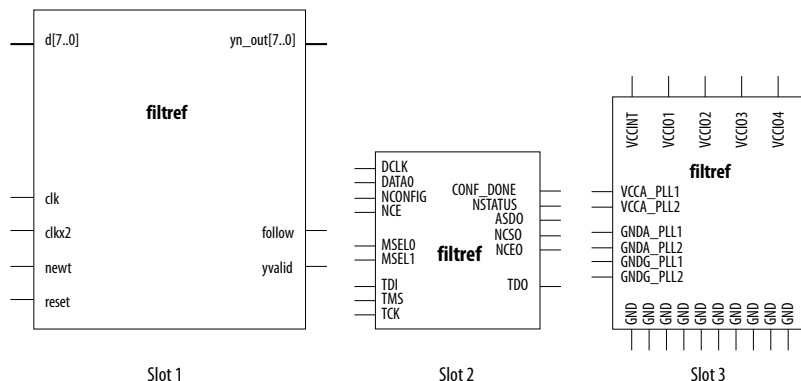 d[7..0]
yn_out[7..0]
filtref
clk
clkx2
follow
newt
yvalid
reset
Slot 1
DCLK
DATA0
NCONFIG
NCE
CONF_DONE
NSTATUS
ASDO
NCSO
NCEO
MSEL0
MSEL1
filtref
TDI
TMS
TCK
TDO
Slot 2
VCCINT
VCCIO1
VCCIO2
VCCIO3
VCCIO4
filtref
VCCA_PLL1
VCCA_PLL2
GNDA_PLL1
GNDA_PLL2
GNDG_PLL1
GNDG_PLL2
GND
GND
GND
GND
GND
GND
GND
GND
GND
GND
Slot 3